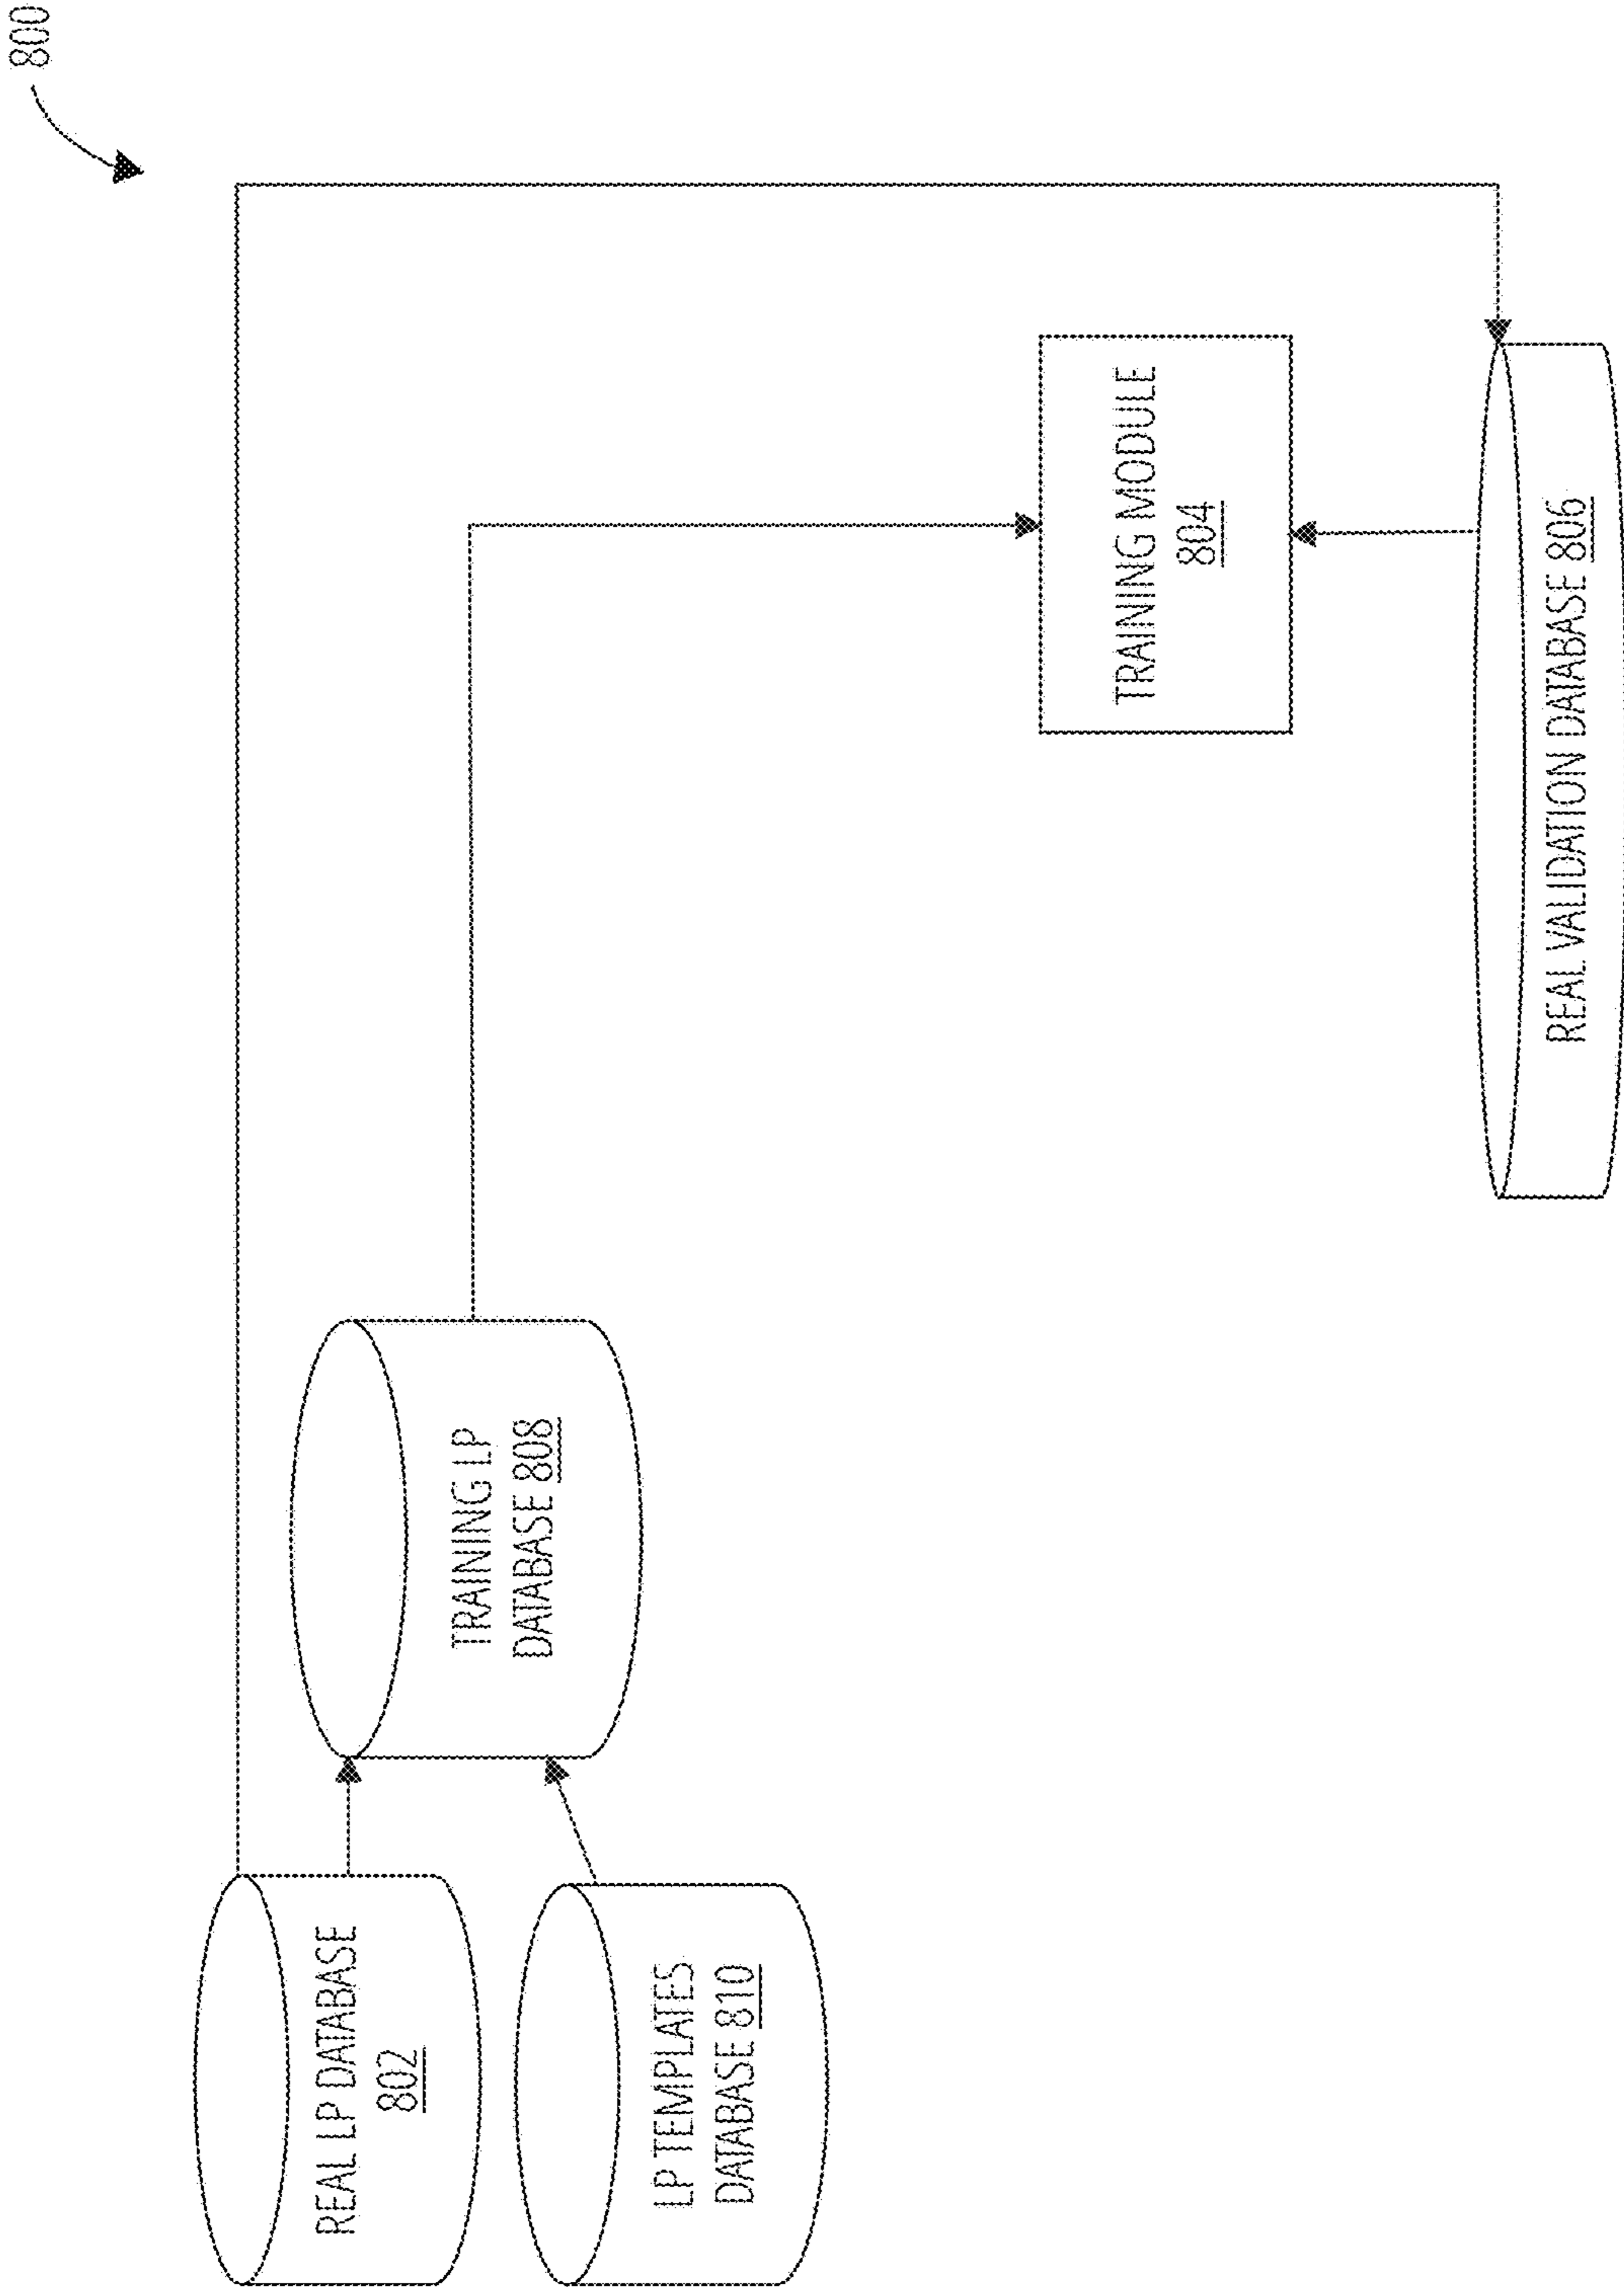 800
REAL LP DATABASE
802
TRAINING LP
DATABASE 808
LP TEMPLATES
DATABASE 810
TRAINING MODULE
804
REAL VALIDATION DATABASE 806